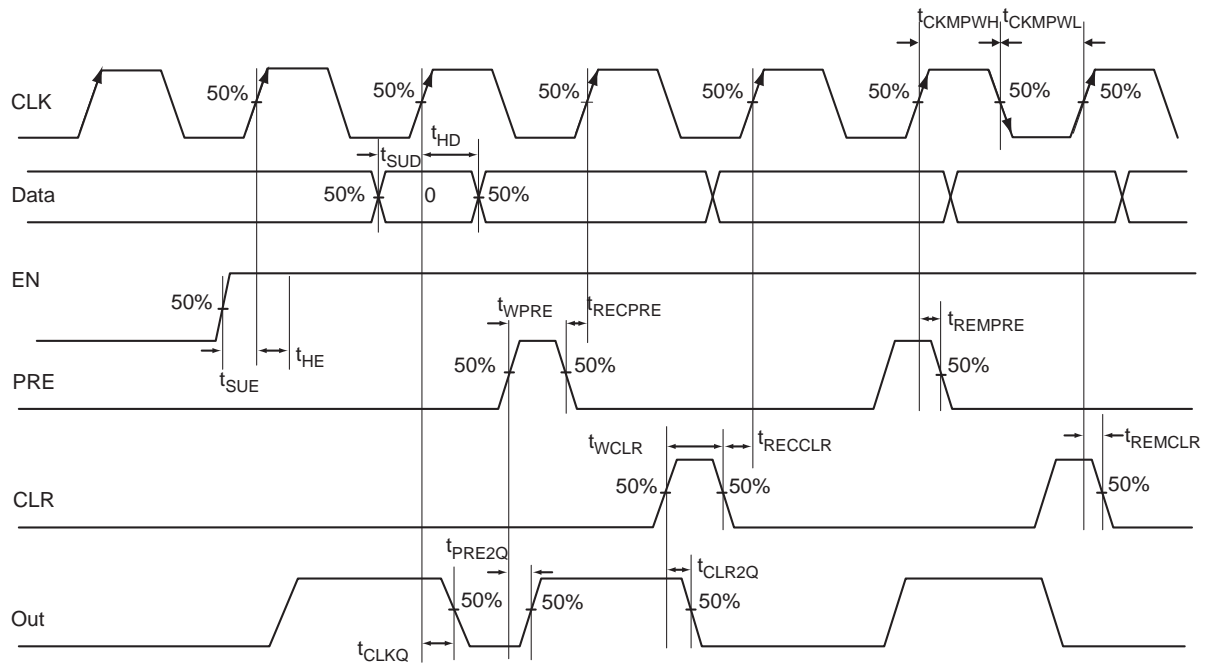 tCKMPWH tCKMPWL
CLK
50% 50% 50% 50% 50% 50% 50%
tSUD
tHD
Data
50% 0 50%
EN
50%
tSUE
tHE
tWPRE tRECPRE
tREMPRE
PRE
50% 50% 50%
tWCLR tRECCLR
tREMCLR
CLR
50% 50% 50%
tPRE2Q
tCLR2Q
Out
50% 50% 50%
tCLKQ